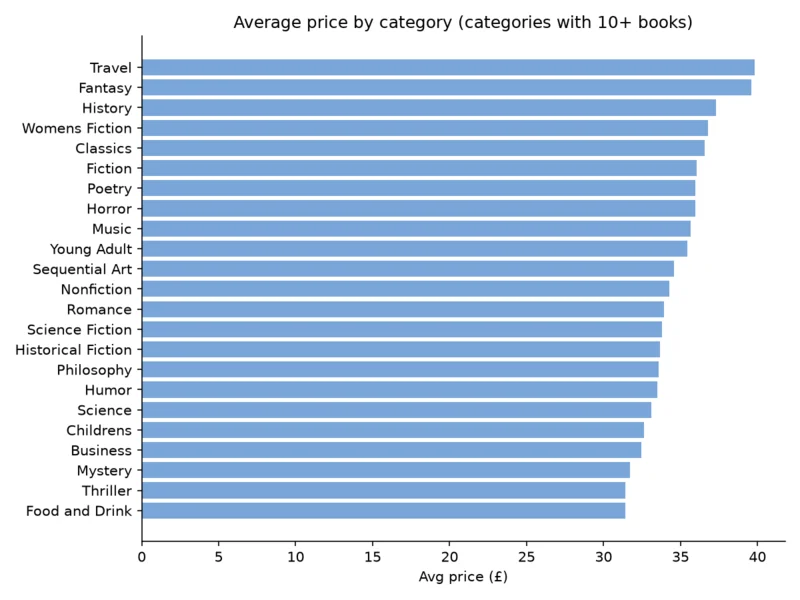 Average price by category (categories with 10+ books)
Travel
Fantasy
History
Womens Fiction
Classics
Fiction
Poetry
Horror
Music
Young Adult
Sequential Art
Nonfiction
Romance
Science Fiction
Historical Fiction
Philosophy
Humor
Science
Childrens
Business
Mystery
Thriller
Food and Drink
0 5 10 15 20 25 30 35 40
Avg price (£)